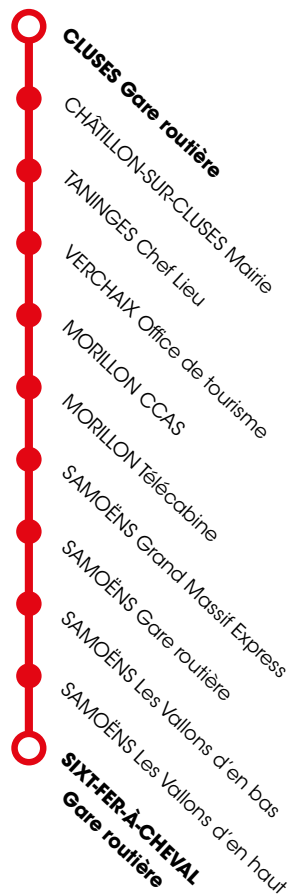 CLUSES Gare routière
CHÂTILLON-SUR-CLUSES Mairie
TANINGES Chef Lieu
VERCHAIX Office de tourisme
MORILLON CCAS
MORILLON Télécabine
SAMOËNS Grand Massif Express
SAMOËNS Gare routière
SAMOËNS Les Vallons d'en bas
SAMOËNS Les Vallons d'en haut
SIXT-FER-À-CHEVAL
Gare routière